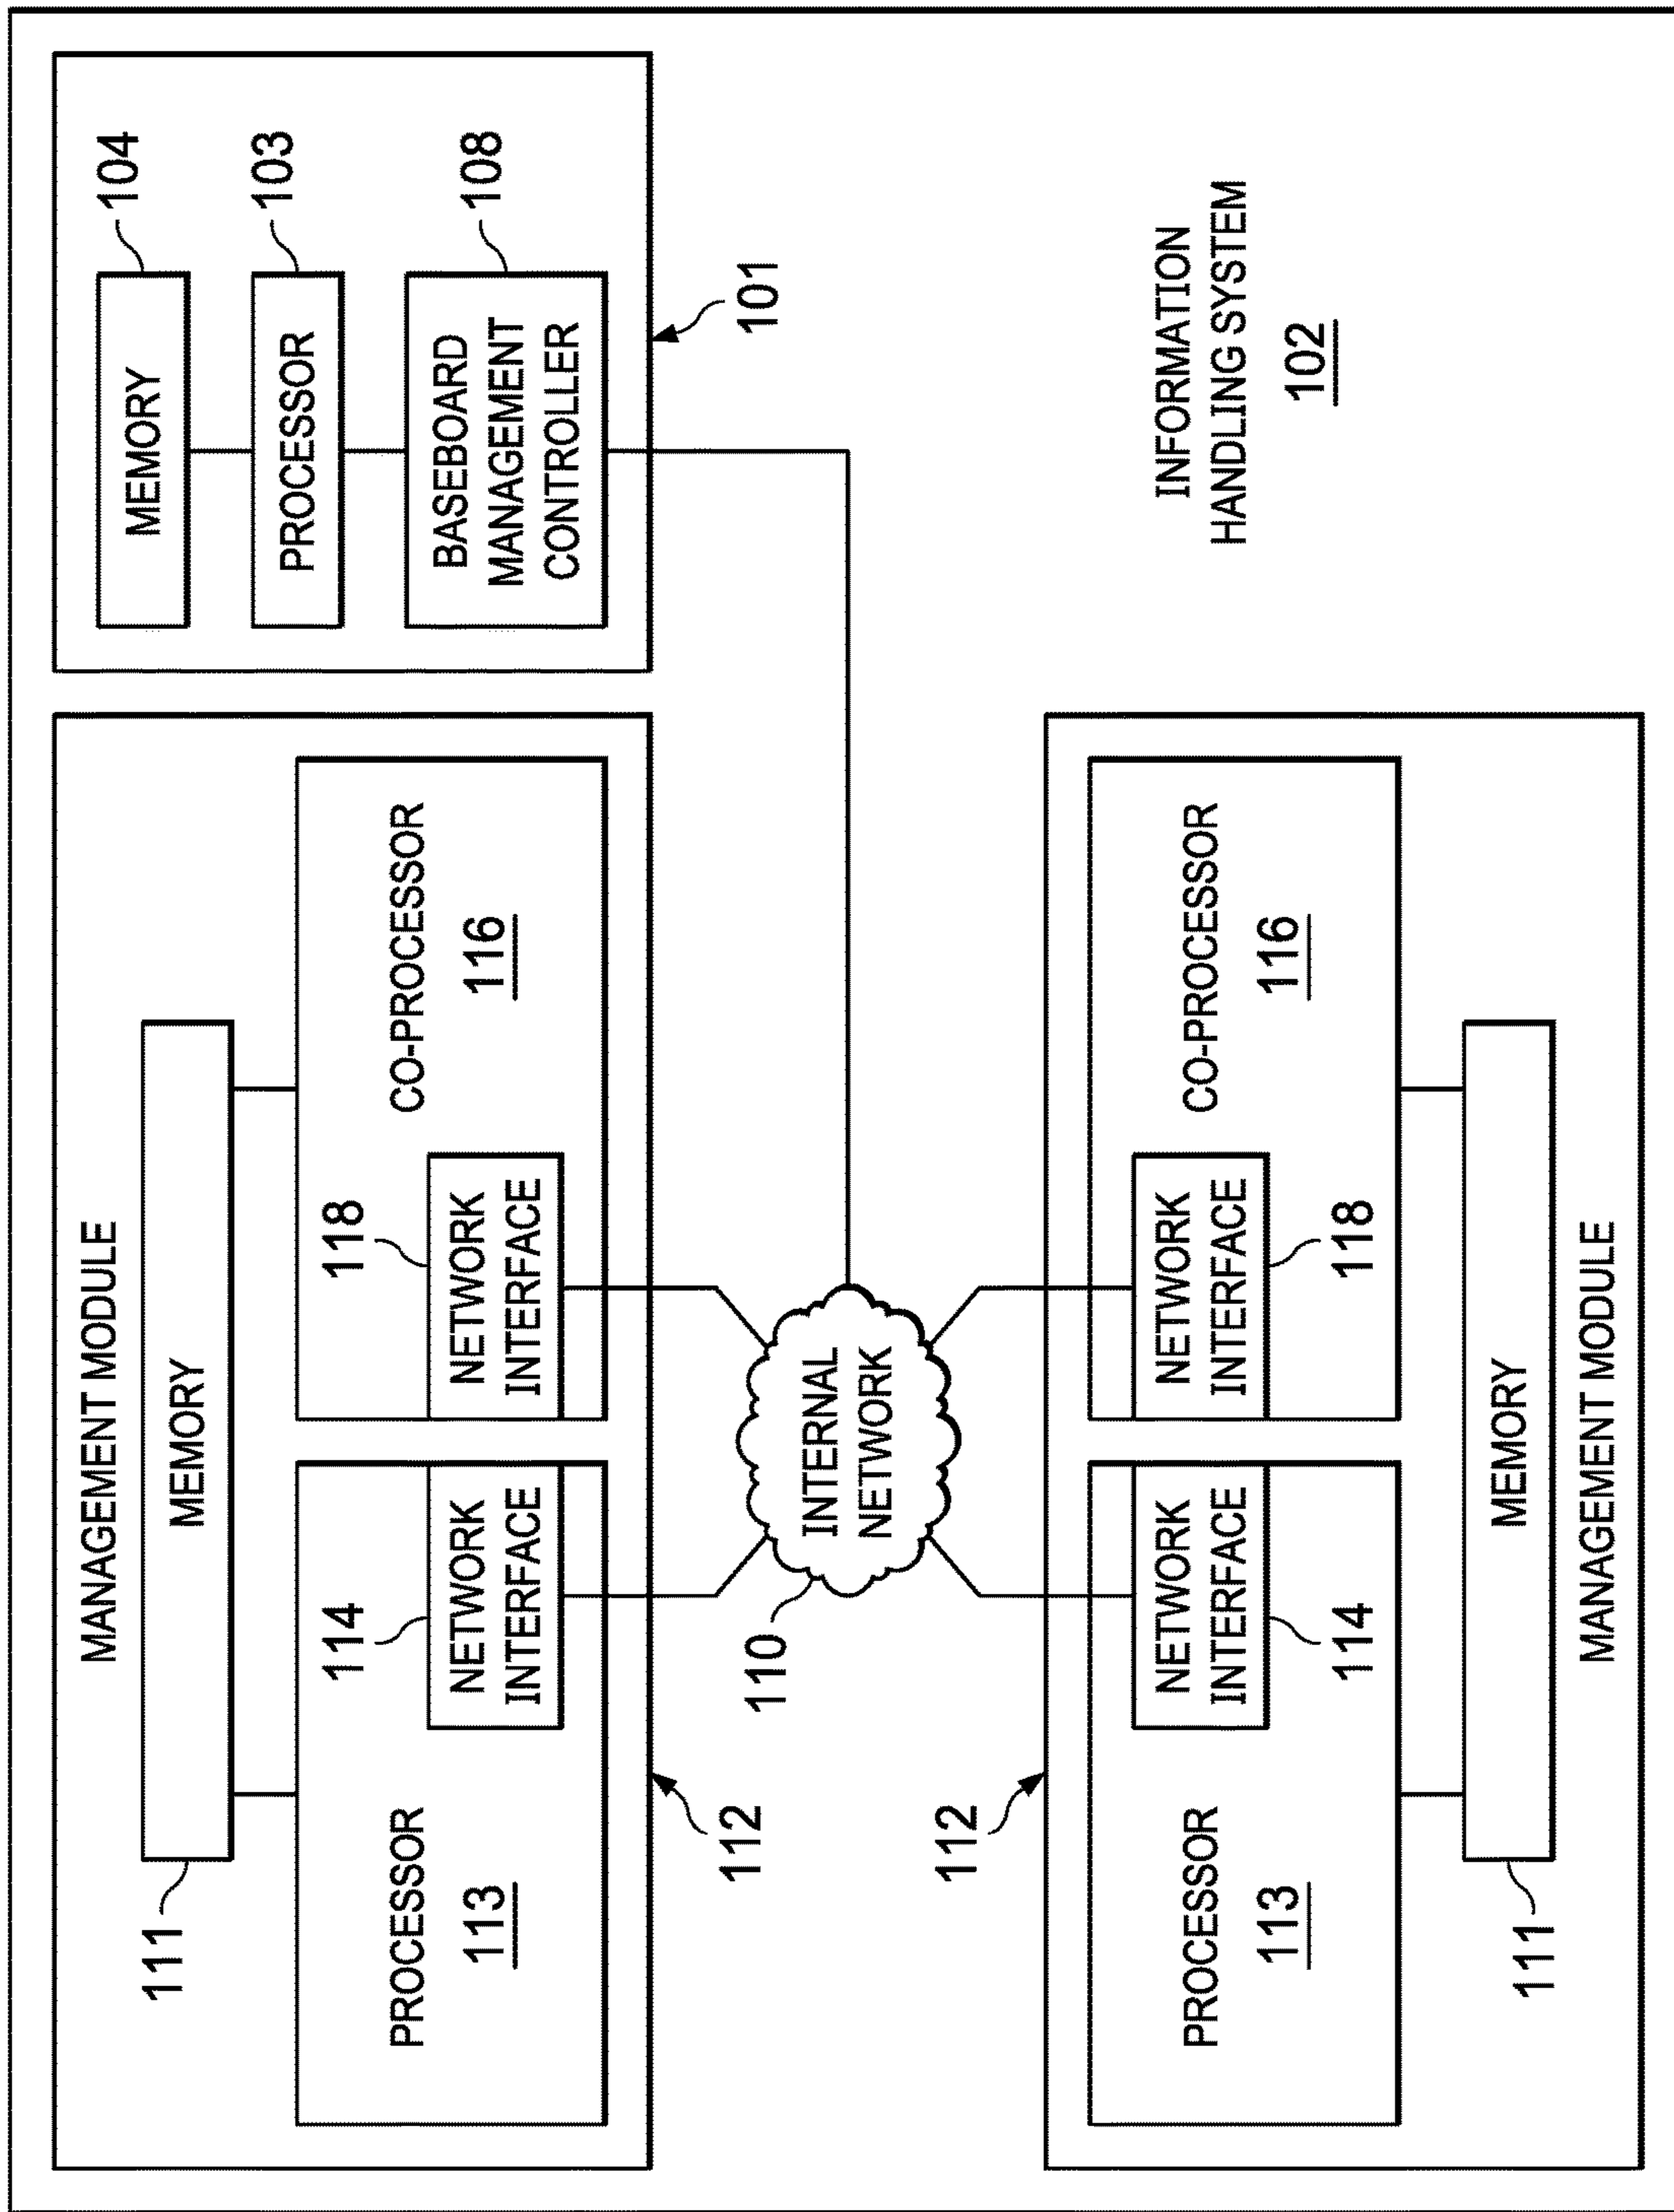 MANAGEMENT MODULE
111
MEMORY
PROCESSOR
113
114
NETWORK
INTERFACE
118
NETWORK
INTERFACE
CO-PROCESSOR
116
112
MEMORY
104
PROCESSOR
103
BASEBOARD
MANAGEMENT
CONTROLLER
108
101
110
INTERNAL
NETWORK
112
PROCESSOR
113
NETWORK
INTERFACE
114
NETWORK
INTERFACE
118
CO-PROCESSOR
116
111
MEMORY
MANAGEMENT MODULE
INFORMATION
HANDLING SYSTEM
102